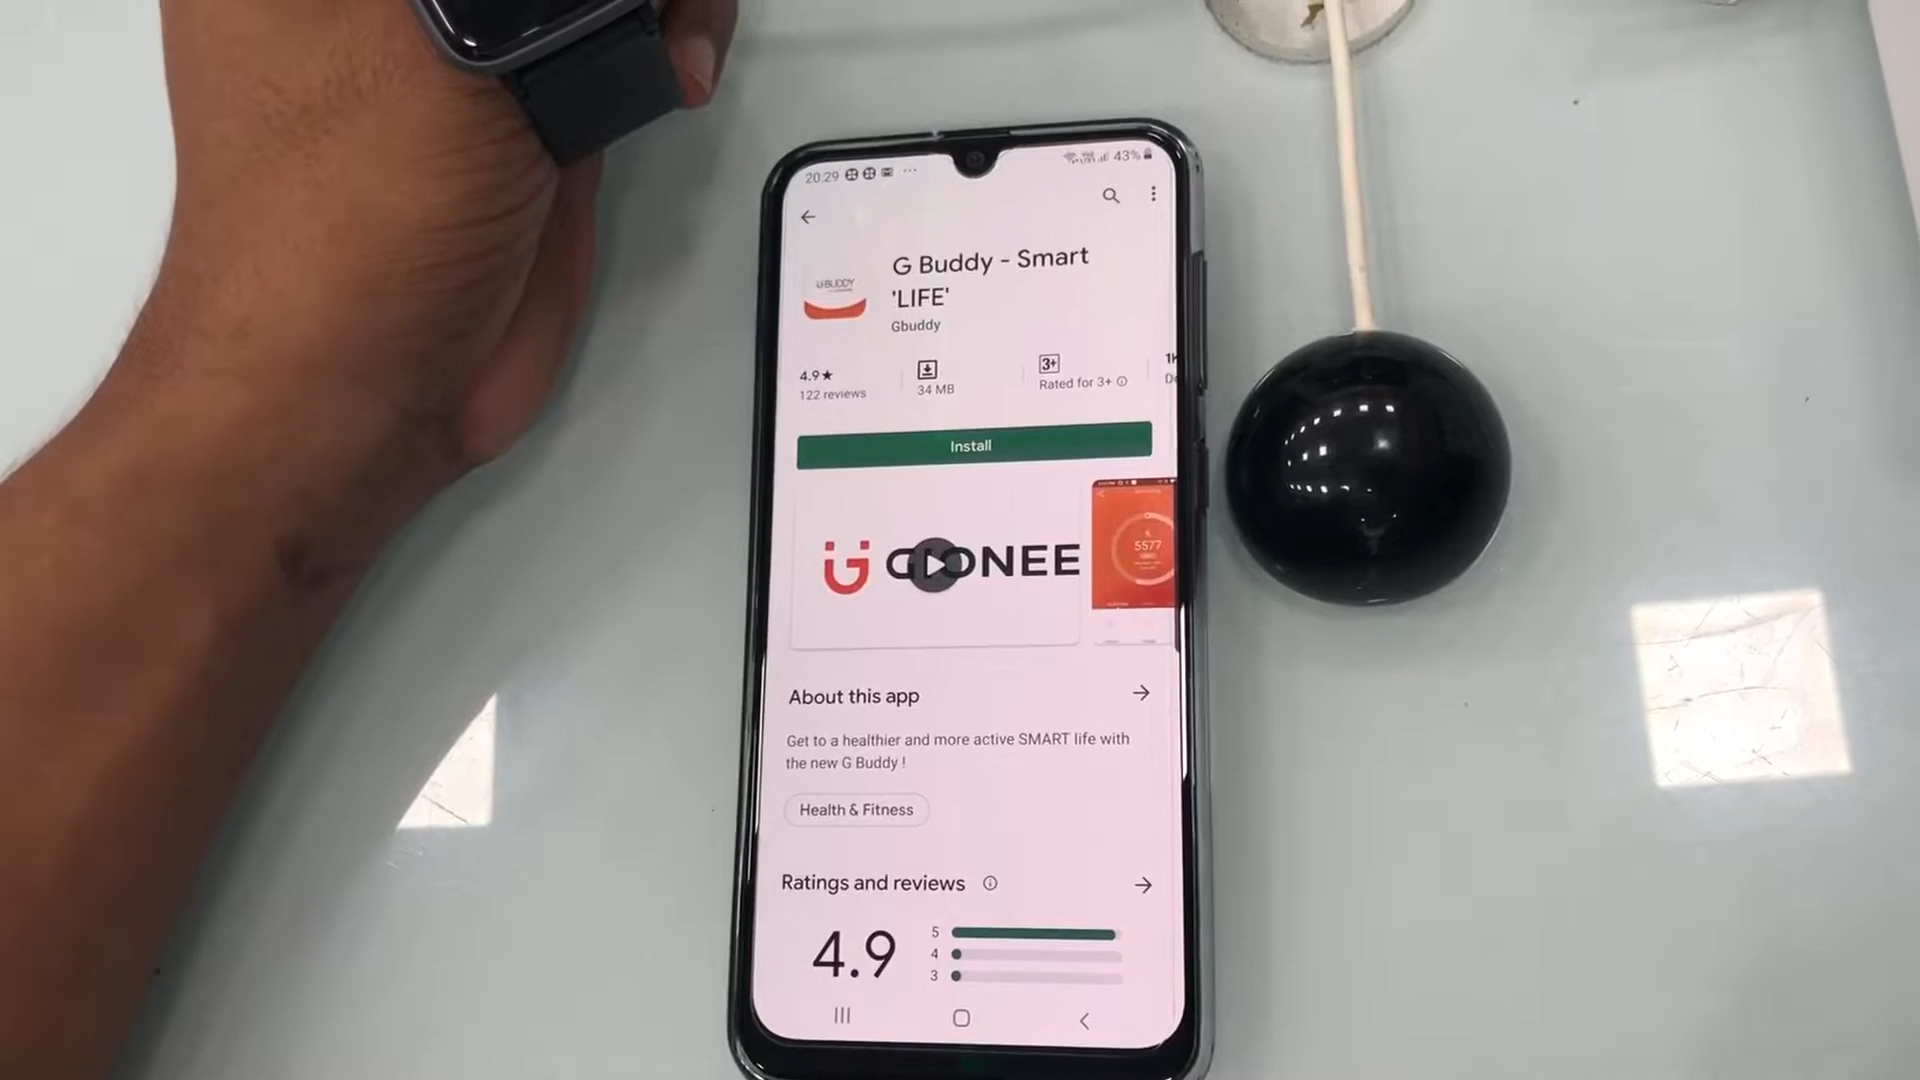 20:29 ... 43%
G Buddy - Smart
'LIFE'
G BUDDY
Gbuddy
4.9★
122 reviews
34 MB
3+
Rated for 3+
1K
Install
GIONEE
5577
About this app
Get to a healthier and more active SMART life with
the new G Buddy !
Health & Fitness
Ratings and reviews
4.9
5
4
3